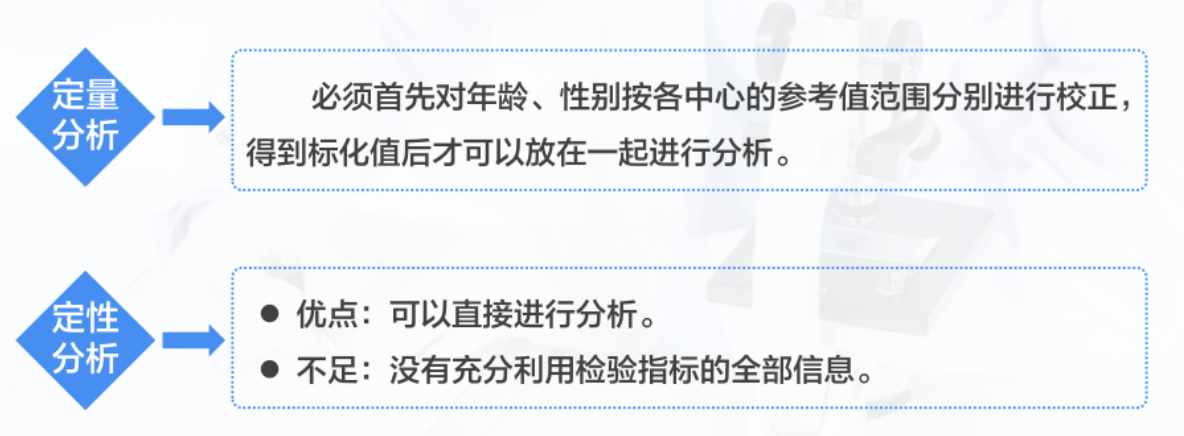 定量
分析
必须首先对年龄、性别按各中心的参考值范围分别进行校正，
得到标化值后才可以放在一起进行分析。
定性
分析
● 优点：可以直接进行分析。
● 不足：没有充分利用检验指标的全部信息。